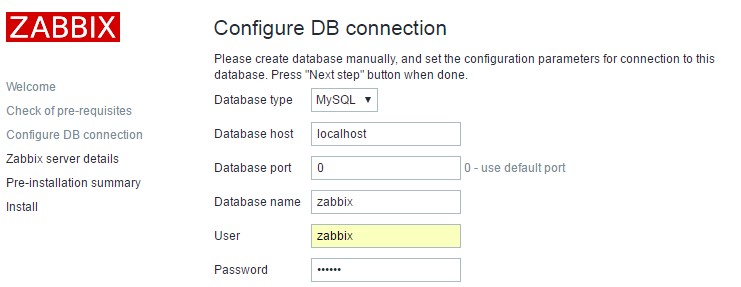 ZABBIX
Welcome
Check of pre-requisites
Configure DB connection
Zabbix server details
Pre-installation summary
Install
Configure DB connection
Please create database manually, and set the configuration parameters for connection to this
database. Press "Next step" button when done.
Database type MySQL ▼
Database host localhost
Database port 0 0 - use default port
Database name zabbix
User zabbix
Password ••••••